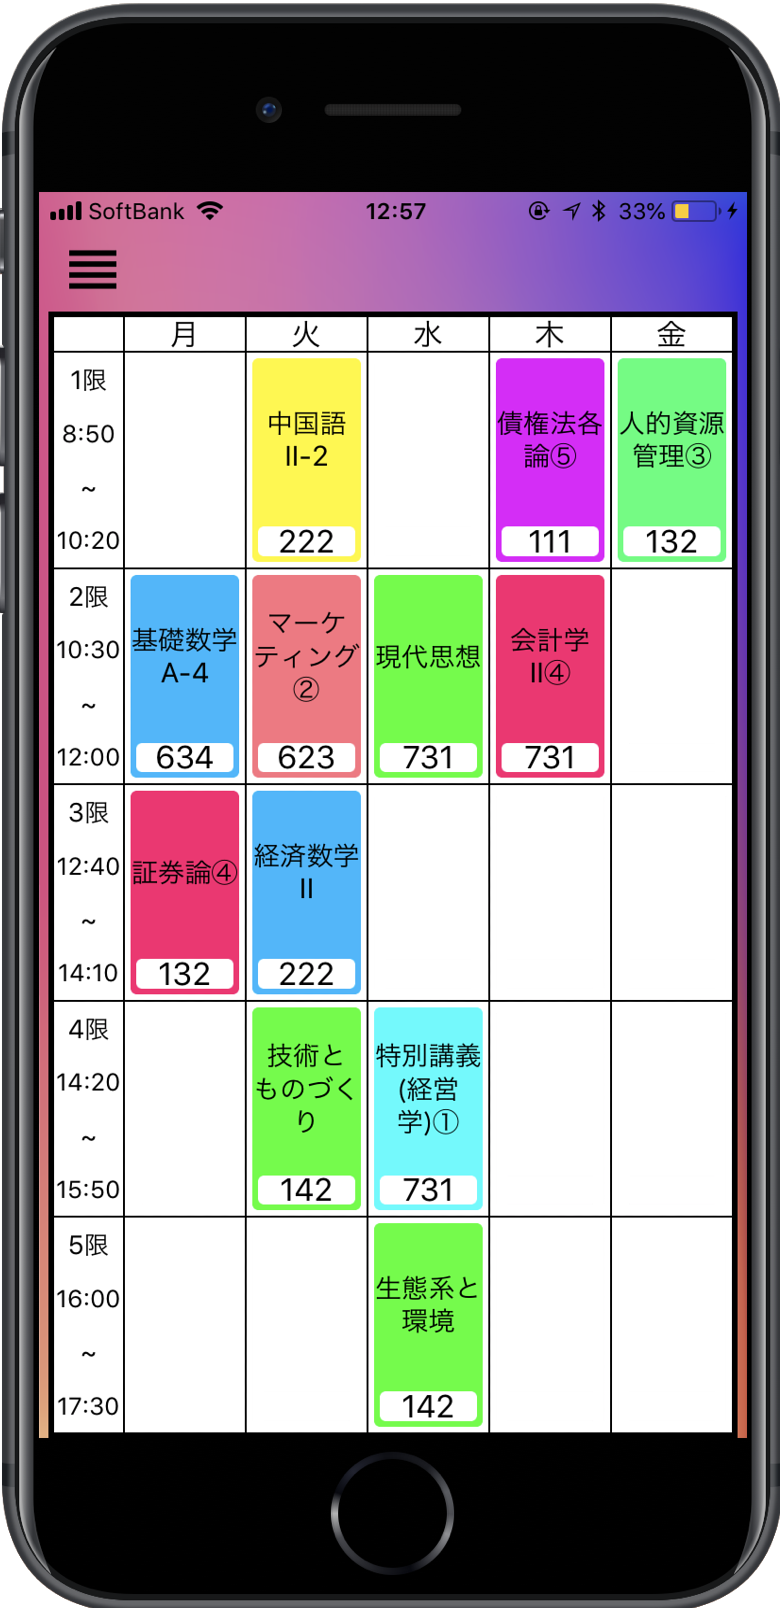 SoftBank 12:57 33%
月 火 水 木 金
1限
8:50
~
10:20
中国語
II-2
222
債権法各
論⑤
111
人的資源
管理③
132
2限
10:30
~
12:00
基礎数学
A-4
634
マーケ
ティング
②
623
現代思想
731
会計学
II④
731
3限
12:40
~
14:10
証券論④
132
経済数学
II
222
4限
14:20
~
15:50
技術と
ものづく
り
142
特別講義
(経営
学)①
731
5限
16:00
~
17:30
生態系と
環境
142